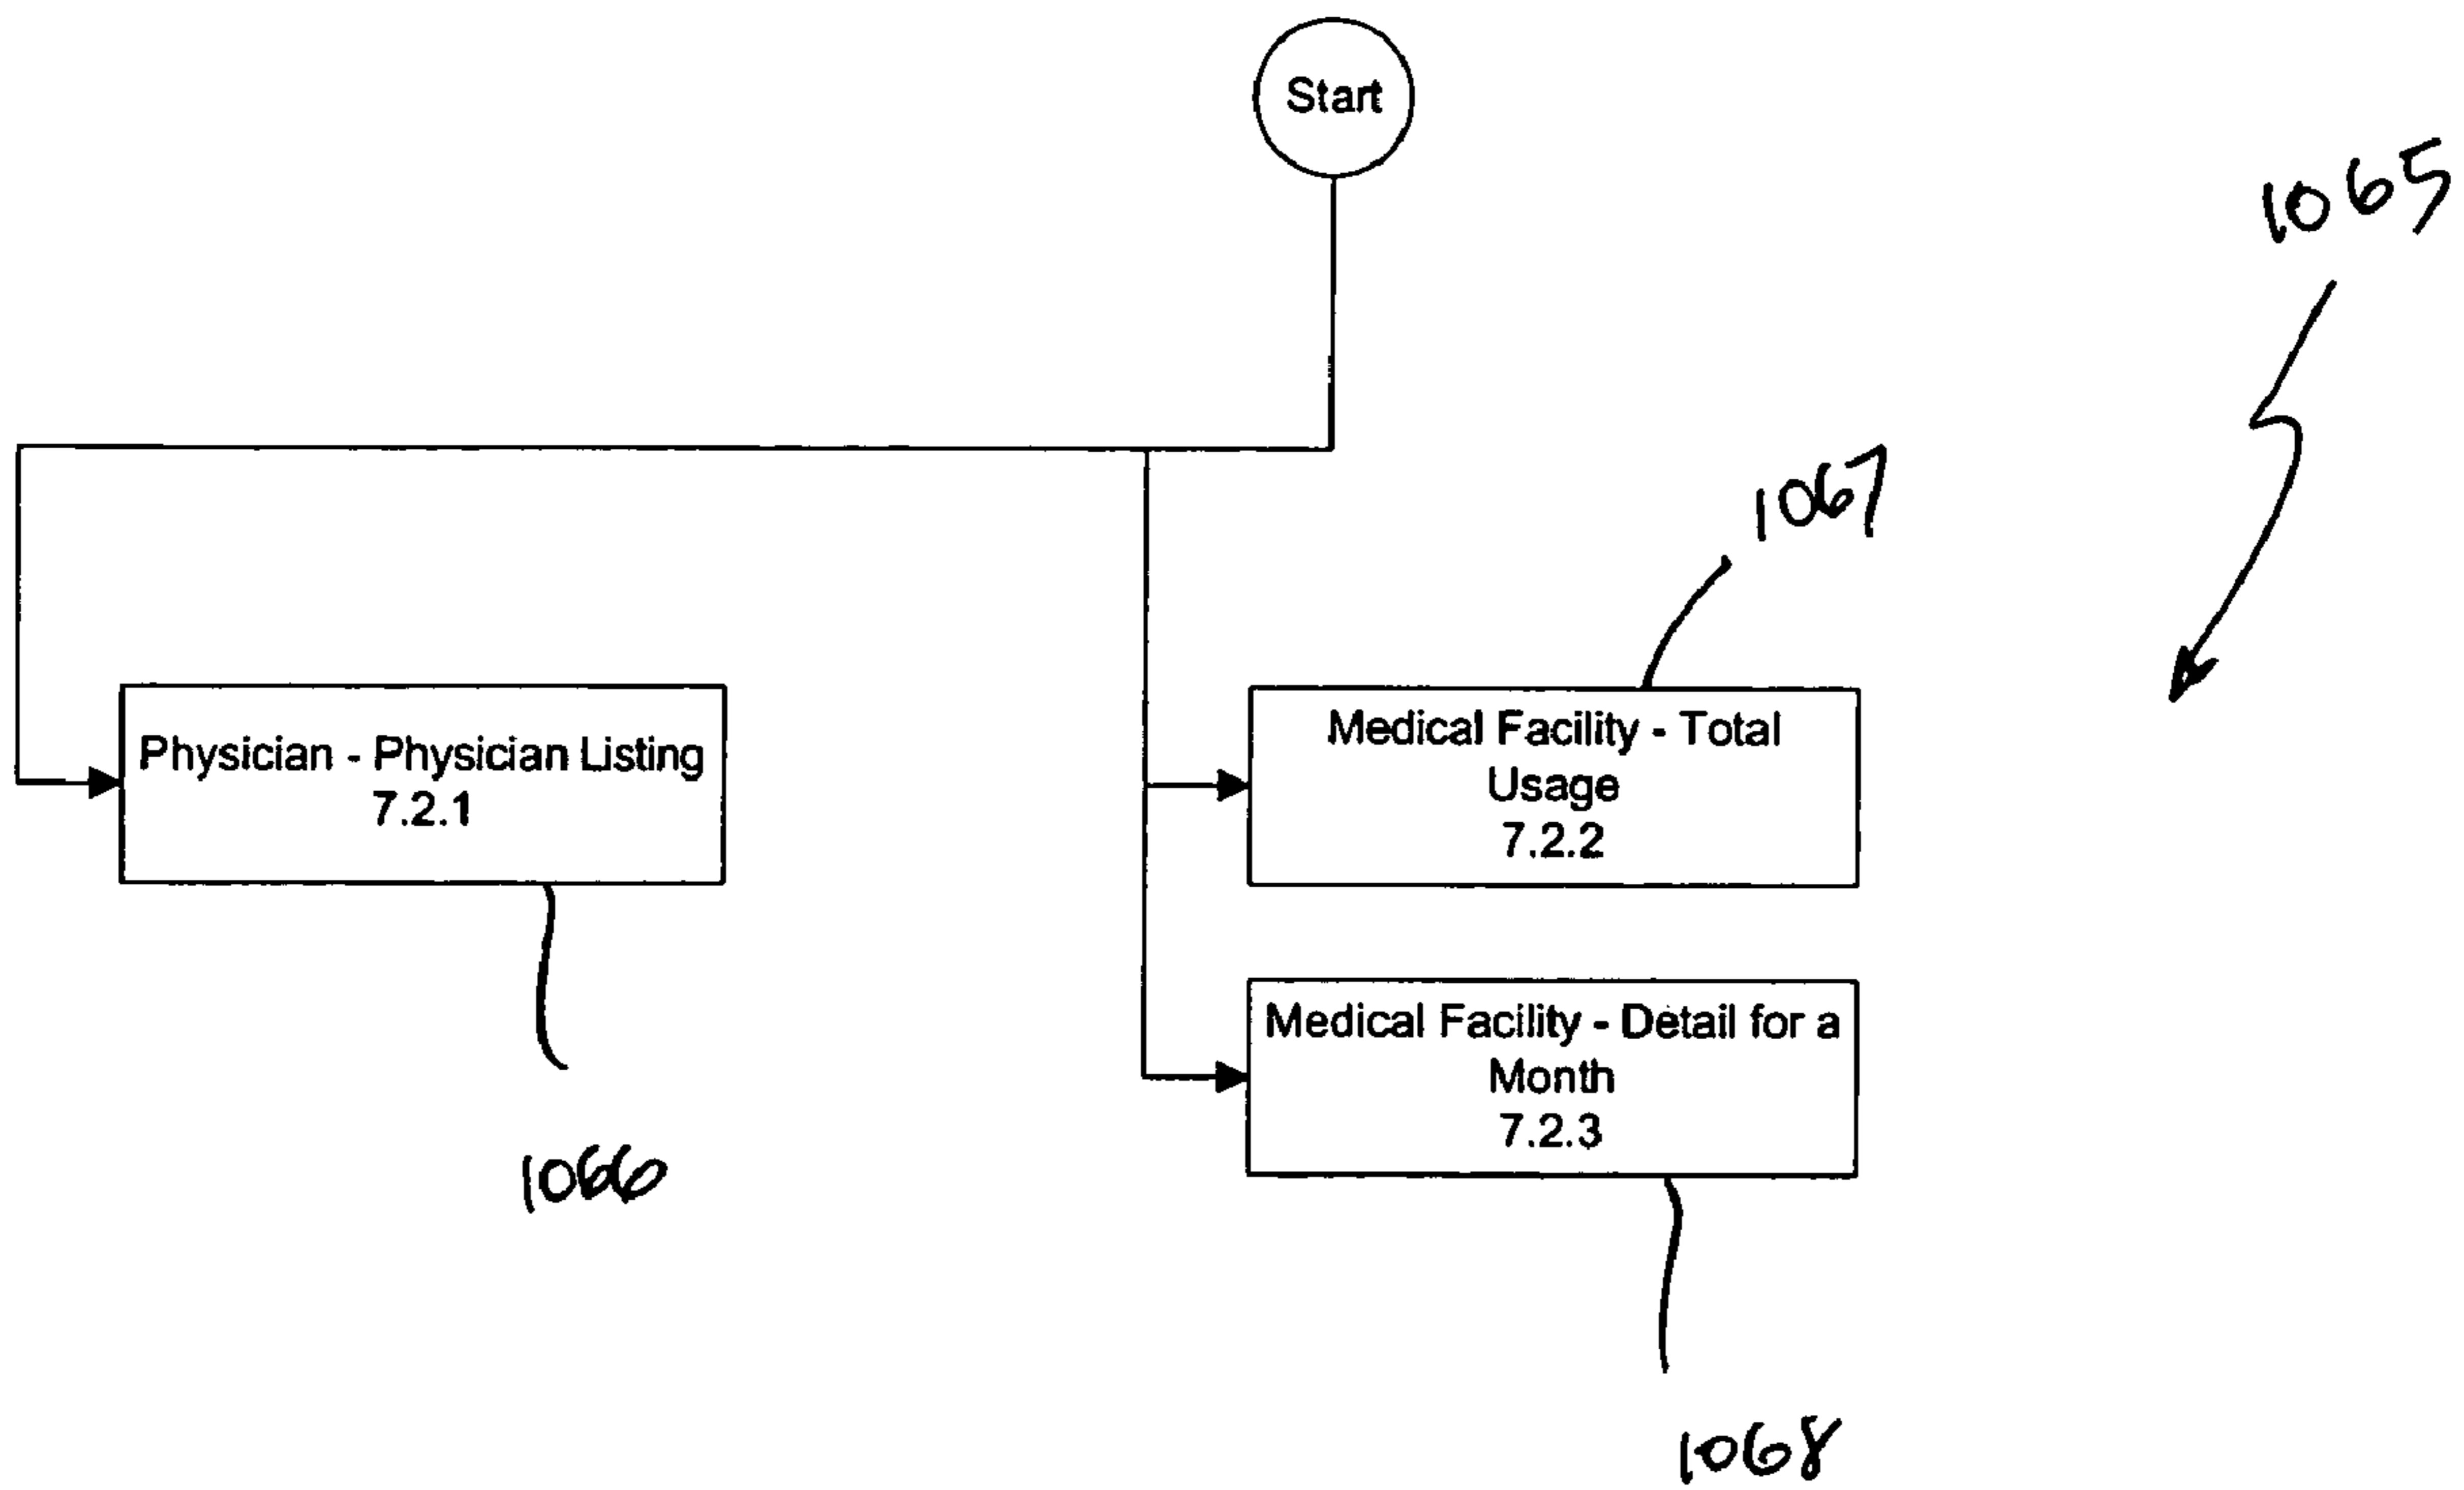 Start
1065
1067
Physician - Physician Listing
7.2.1
Medical Facility - Total
Usage
7.2.2
Medical Facility - Detail for a
Month
7.2.3
1066
1068